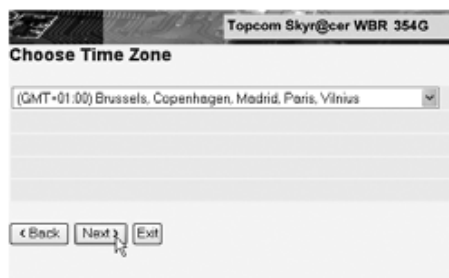 Topcom Skyr@cer WBR 354G
Choose Time Zone
(GMT+01:00) Brussels, Copenhagen, Madrid, Paris, Vilnius
< Back Next > Exit